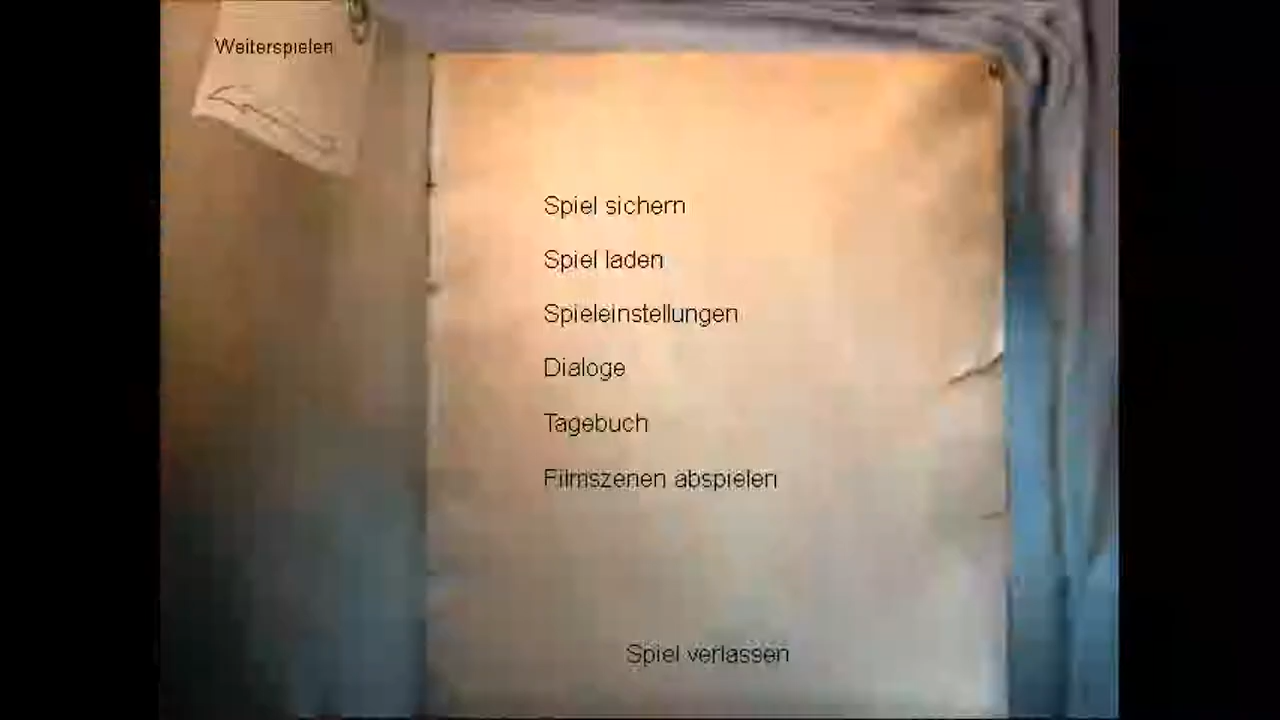 Weiterspielen
Spiel sichern
Spiel laden
Spieleinstellungen
Dialoge
Tagebuch
Filmszenen abspielen
Spiel verlassen